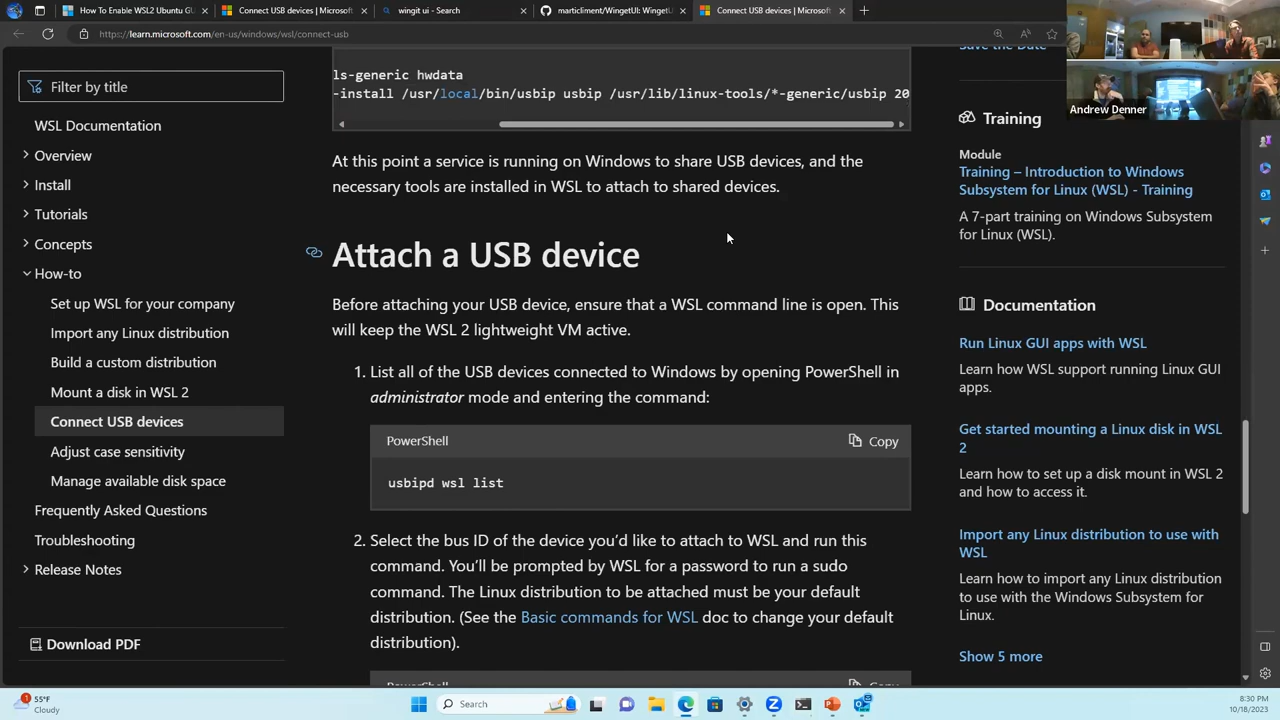 How To Enable WSL2 Ubuntu GU
Connect USB devices | Microsoft
wingit ui - Search
marticliment/WingetUI: WingetU
Connect USB devices | Microsoft
https://learn.microsoft.com/en-us/windows/wsl/connect-usb
Filter by title
WSL Documentation
Overview
Install
Tutorials
Concepts
How-to
Set up WSL for your company
Import any Linux distribution
Build a custom distribution
Mount a disk in WSL 2
Connect USB devices
Adjust case sensitivity
Manage available disk space
Frequently Asked Questions
Troubleshooting
Release Notes
Download PDF
ls-generic hwdata
-install /usr/local/bin/usbip usbip /usr/lib/linux-tools/*-generic/usbip 20
At this point a service is running on Windows to share USB devices, and the
necessary tools are installed in WSL to attach to shared devices.
Attach a USB device
Before attaching your USB device, ensure that a WSL command line is open. This
will keep the WSL 2 lightweight VM active.
1. List all of the USB devices connected to Windows by opening PowerShell in
administrator mode and entering the command:
PowerShell
Copy
usbipd wsl list
2. Select the bus ID of the device you'd like to attach to WSL and run this
command. You'll be prompted by WSL for a password to run a sudo
command. The Linux distribution to be attached must be your default
distribution. (See the Basic commands for WSL doc to change your default
distribution).
PowerShell
Copy
Save the Date
Training
Module
Training – Introduction to Windows
Subsystem for Linux (WSL) - Training
A 7-part training on Windows Subsystem
for Linux (WSL).
Documentation
Run Linux GUI apps with WSL
Learn how WSL support running Linux GUI
apps.
Get started mounting a Linux disk in WSL
2
Learn how to set up a disk mount in WSL 2
and how to access it.
Import any Linux distribution to use with
WSL
Learn how to import any Linux distribution
to use with the Windows Subsystem for
Linux.
Show 5 more
Andrew Denner
1
55°F
Cloudy
Search
8:30 PM
10/18/2023